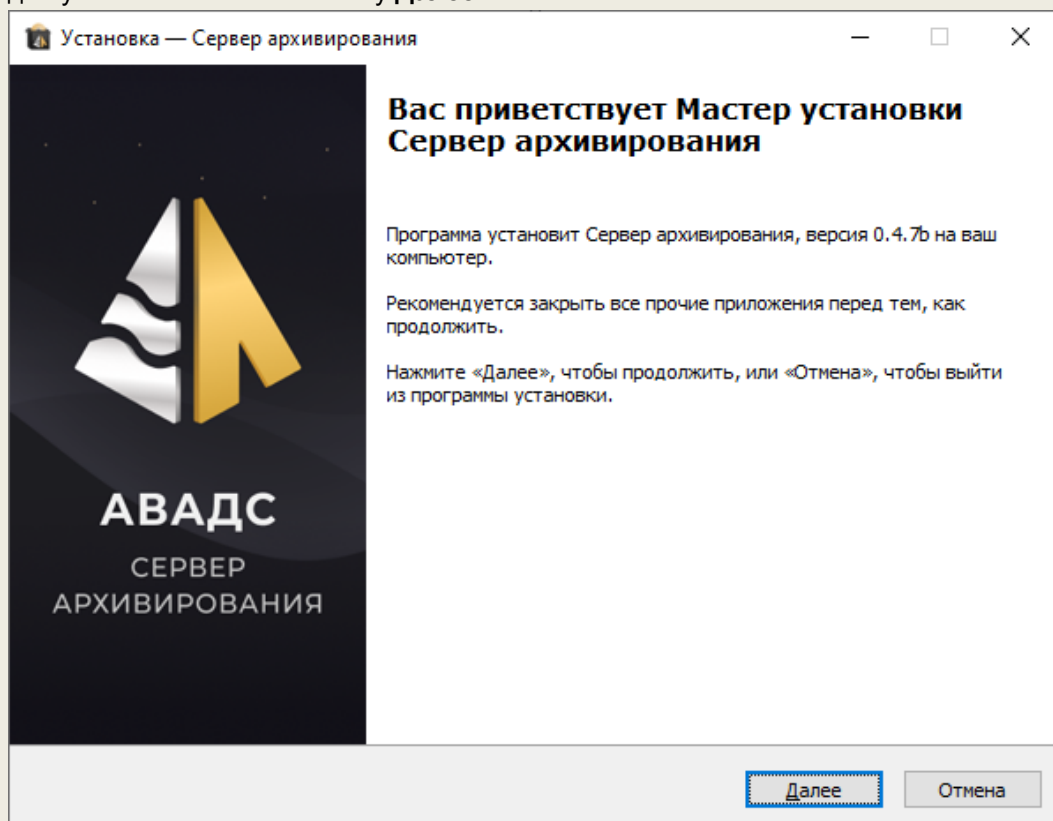 Установка — Сервер архивирования
Вас приветствует Мастер установки
Сервер архивирования
Программа установит Сервер архивирования, версия 0.4.7b на ваш
компьютер.
Рекомендуется закрыть все прочие приложения перед тем, как
продолжить.
Нажмите «Далее», чтобы продолжить, или «Отмена», чтобы выйти
из программы установки.
АВАДС
СЕРВЕР
АРХИВИРОВАНИЯ
Далее
Отмена